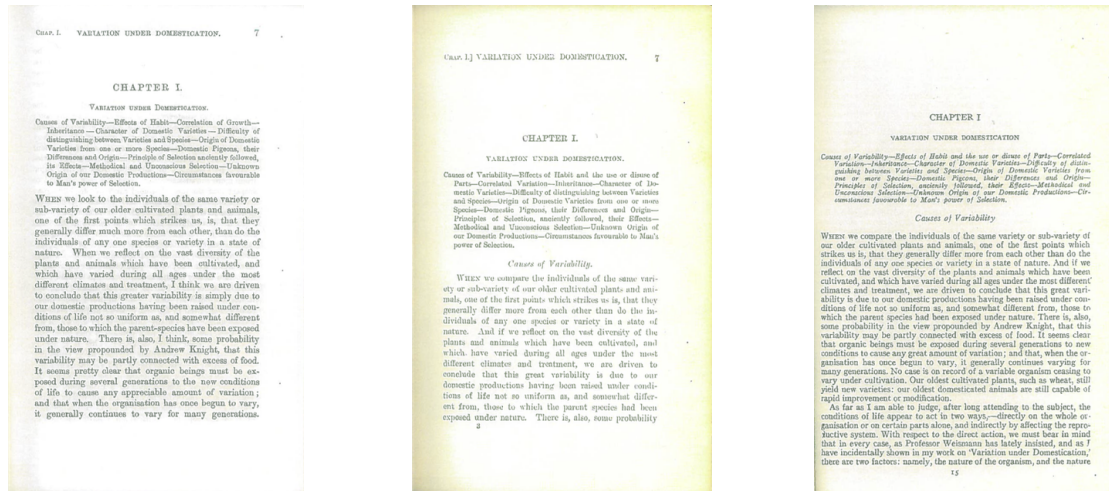 CHAP. I. VARIATION UNDER DOMESTICATION. 7
CHAPTER I.
VARIATION UNDER DOMESTICATION.
Causes of Variability—Effects of Habit—Correlation of Growth—
Inheritance—Character of Domestic Varieties—Difficulty of
distinguishing between Varieties and Species—Origin of Domestic
Varieties from one or more Species—Domestic Pigeons, their
Differences and Origin—Principle of Selection anciently followed,
its Effects—Methodical and Unconscious Selection—Unknown
Origin of our Domestic Productions—Circumstances favourable
to Man's power of Selection.
WHEN we look to the individuals of the same variety or
sub-variety of our older cultivated plants and animals,
one of the first points which strikes us, is, that they
generally differ much more from each other, than do the
individuals of any one species or variety in a state of
nature. When we reflect on the vast diversity of the
plants and animals which have been cultivated, and
which have varied during all ages under the most
different climates and treatment, I think we are driven
to conclude that this greater variability is simply due to
our domestic productions having been raised under con-
ditions of life not so uniform as, and somewhat different
from, those to which the parent-species have been exposed
under nature. There is, also, I think, some probability
in the view propounded by Andrew Knight, that this
variability may be partly connected with excess of food.
It seems pretty clear that organic beings must be ex-
posed during several generations to the new conditions
of life to cause any appreciable amount of variation;
and that when the organisation has once begun to vary,
it generally continues to vary for many generations.
CHAP. I.] VARIATION UNDER DOMESTICATION. 7
CHAPTER I.
VARIATION UNDER DOMESTICATION.
Causes of Variability—Effects of Habit and the use or disuse of
Parts—Correlated Variation—Inheritance—Character of Do-
mestic Varieties—Difficulty of distinguishing between Varieties
and Species—Origin of Domestic Varieties from one or more
Species—Domestic Pigeons, their Differences and Origin—
Principles of Selection, anciently followed, their Effects—
Methodical and Unconscious Selection—Unknown Origin of
our Domestic Productions—Circumstances favourable to Man's
power of Selection.
Causes of Variability.
WHEN we compare the individuals of the same vari-
ety or sub-variety of our older cultivated plants and ani-
mals, one of the first points which strikes us is, that they
generally differ more from each other than do the in-
dividuals of any one species or variety in a state of
nature. And if we reflect on the vast diversity of the
plants and animals which have been cultivated, and
which have varied during all ages under the most
different climates and treatment, we are driven to
conclude that this great variability is due to our
domestic productions having been raised under condi-
tions of life not so uniform as, and somewhat differ-
ent from, those to which the parent species had been
exposed under nature. There is, also, some probability
2
CHAPTER I
VARIATION UNDER DOMESTICATION
Causes of Variability—Effects of Habit and the use or disuse of Parts—Correlated
Variation—Inheritance—Character of Domestic Varieties—Difficulty of distin-
guishing between Varieties and Species—Origin of Domestic Varieties from
one or more Species—Domestic Pigeons, their Differences and Origin—
Principles of Selection, anciently followed, their Effects—Methodical and
Unconscious Selection—Unknown Origin of our Domestic Productions—Cir-
cumstances favourable to Man's power of Selection.
Causes of Variability
WHEN we compare the individuals of the same variety or sub-variety of
our older cultivated plants and animals, one of the first points which
strikes us is, that they generally differ more from each other than do the
individuals of any one species or variety in a state of nature. And if we
reflect on the vast diversity of the plants and animals which have been
cultivated, and which have varied during all ages under the most different
climates and treatment, we are driven to conclude that this great vari-
ability is due to our domestic productions having been raised under con-
ditions of life not so uniform as, and somewhat different from, those to
which the parent species had been exposed under nature. There is, also,
some probability in the view propounded by Andrew Knight, that this
variability may be partly connected with excess of food. It seems clear
that organic beings must be exposed during several generations to new
conditions to cause any great amount of variation; and that, when the or-
ganisation has once begun to vary, it generally continues varying for
many generations. No case is on record of a variable organism ceasing to
vary under cultivation. Our oldest cultivated plants, such as wheat, still
yield new varieties: our oldest domesticated animals are still capable of
rapid improvement or modification.
As far as I am able to judge, after long attending to the subject, the
conditions of life appear to act in two ways,—directly on the whole or-
ganisation or on certain parts alone, and indirectly by affecting the repro-
ductive system. With respect to the direct action, we must bear in mind
that in every case, as Professor Weismann has lately insisted, and as I
have incidentally shown in my work on 'Variation under Domestication,'
there are two factors: namely, the nature of the organism, and the nature
15